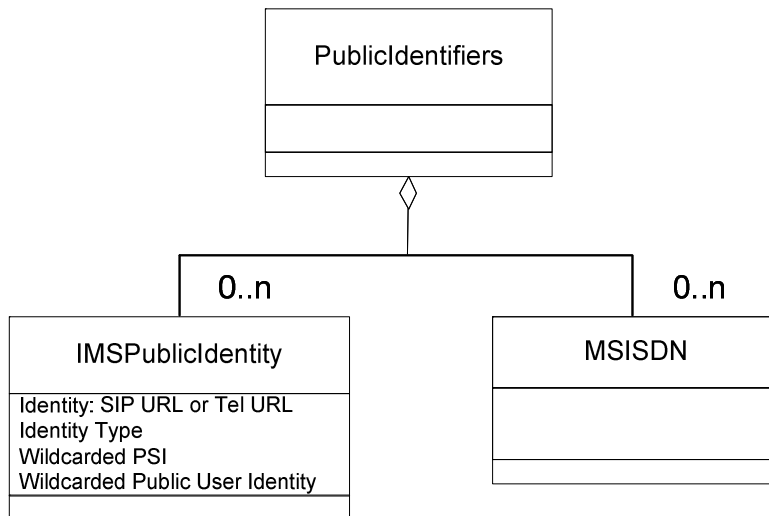 PublicIdentifiers
0..n
0..n
IMSPublicIdentity
MSISDN
Identity: SIP URL or Tel URL
Identity Type
Wildcarded PSI
Wildcarded Public User Identity